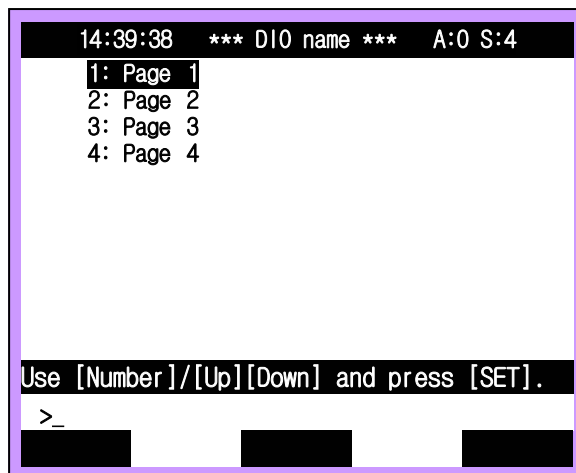 14:39:38 *** DIO name *** A:0 S:4
1: Page 1
2: Page 2
3: Page 3
4: Page 4
Use [Number]/[Up][Down] and press [SET].
>_